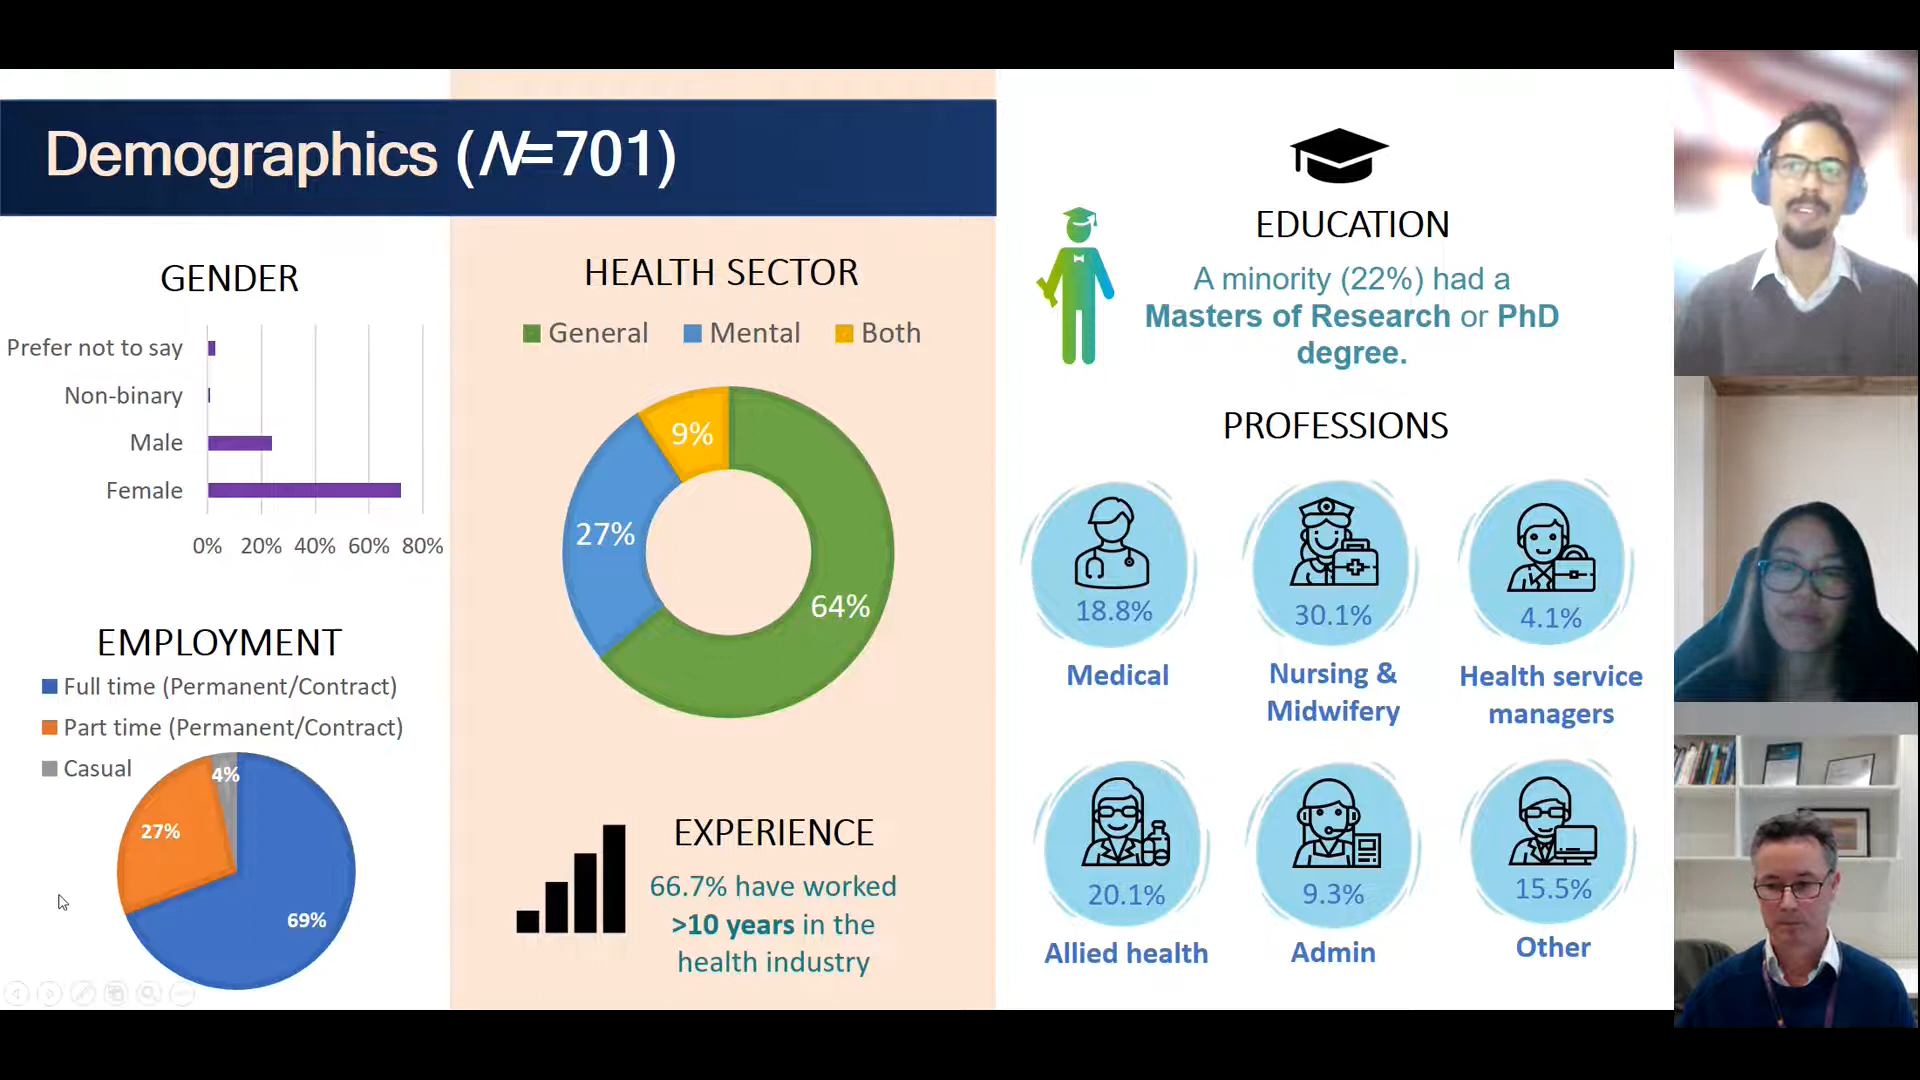 Demographics (N=701)
GENDER
Prefer not to say
Non-binary
Male
Female
0% 20% 40% 60% 80%
EMPLOYMENT
Full time (Permanent/Contract)
Part time (Permanent/Contract)
Casual
4%
27%
69%
HEALTH SECTOR
General Mental Both
9%
27%
64%
EXPERIENCE
66.7% have worked
>10 years in the
health industry
EDUCATION
A minority (22%) had a
Masters of Research or PhD
degree.
PROFESSIONS
18.8%
Medical
30.1%
Nursing &
Midwifery
4.1%
Health service
managers
20.1%
Allied health
9.3%
Admin
15.5%
Other